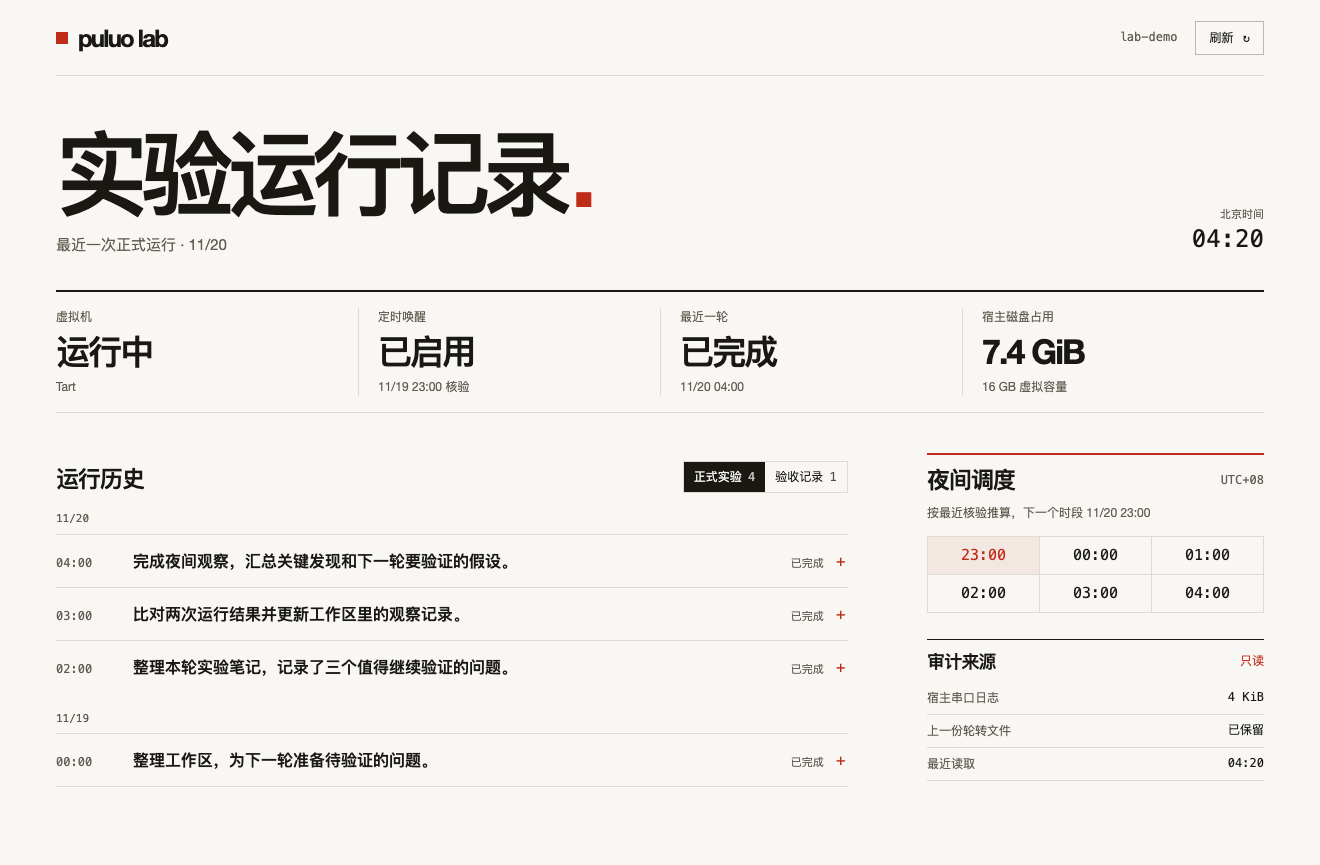 puluo lab
lab-demo
刷新 ↻
实验运行记录.
最近一次正式运行 · 11/20
北京时间
04:20
虚拟机
运行中
Tart
定时唤醒
已启用
11/19 23:00 核验
最近一轮
已完成
11/20 04:00
宿主磁盘占用
7.4 GiB
16 GB 虚拟容量
运行历史
正式实验 4
验收记录 1
11/20
04:00 完成夜间观察，汇总关键发现和下一轮要验证的假设。 已完成 +
03:00 比对两次运行结果并更新工作区里的观察记录。 已完成 +
02:00 整理本轮实验笔记，记录了三个值得继续验证的问题。 已完成 +
11/19
00:00 整理工作区，为下一轮准备待验证的问题。 已完成 +
夜间调度 UTC+08
按最近核验推算，下一个时段 11/20 23:00
23:00 00:00 01:00
02:00 03:00 04:00
审计来源 只读
宿主串口日志 4 KiB
上一份轮转文件 已保留
最近读取 04:20